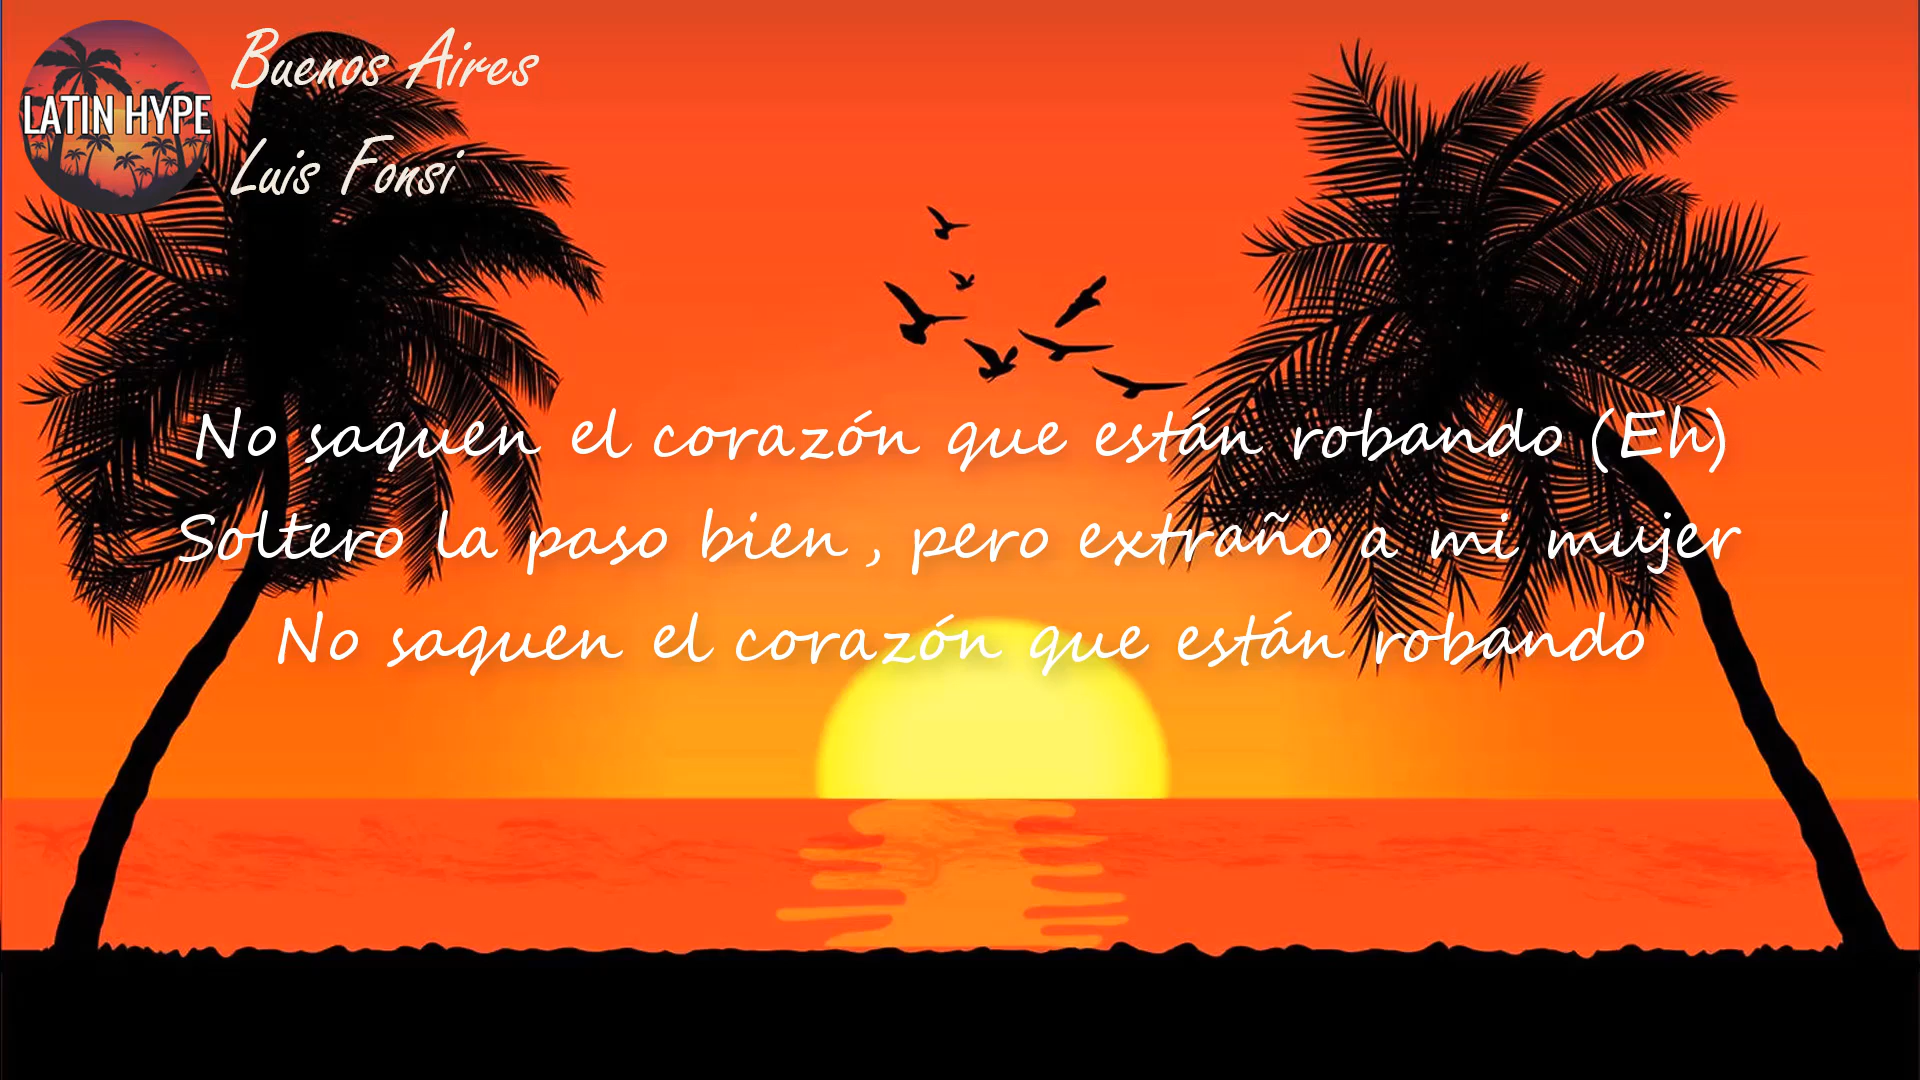 LATIN HYPE
Buenos Aires
Luis Fonsi
No saquen el corazón que están robando (Eh)
Soltero la paso bien, pero extraño a mi mujer
No saquen el corazón que están robando